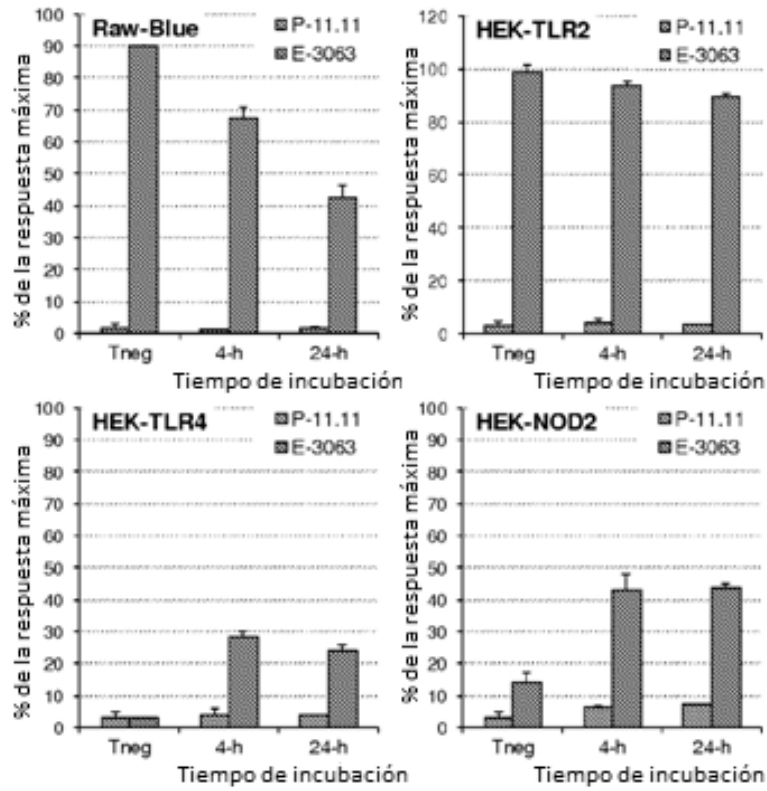 Raw-Blue
P-11.11
E-3063
% de la respuesta máxima
100
90
80
70
60
50
40
30
20
10
0
Tneg 4-h 24-h
Tiempo de incubación
HEK-TLR2
P-11.11
E-3063
% de la respuesta máxima
120
100
80
60
40
20
0
Tneg 4-h 24-h
Tiempo de incubación
HEK-TLR4
P-11.11
E-3063
% de la respuesta máxima
100
90
80
70
60
50
40
30
20
10
0
Tneg 4-h 24-h
Tiempo de incubación
HEK-NOD2
P-11.11
E-3063
% de la respuesta máxima
100
90
80
70
60
50
40
30
20
10
0
Tneg 4-h 24-h
Tiempo de incubación